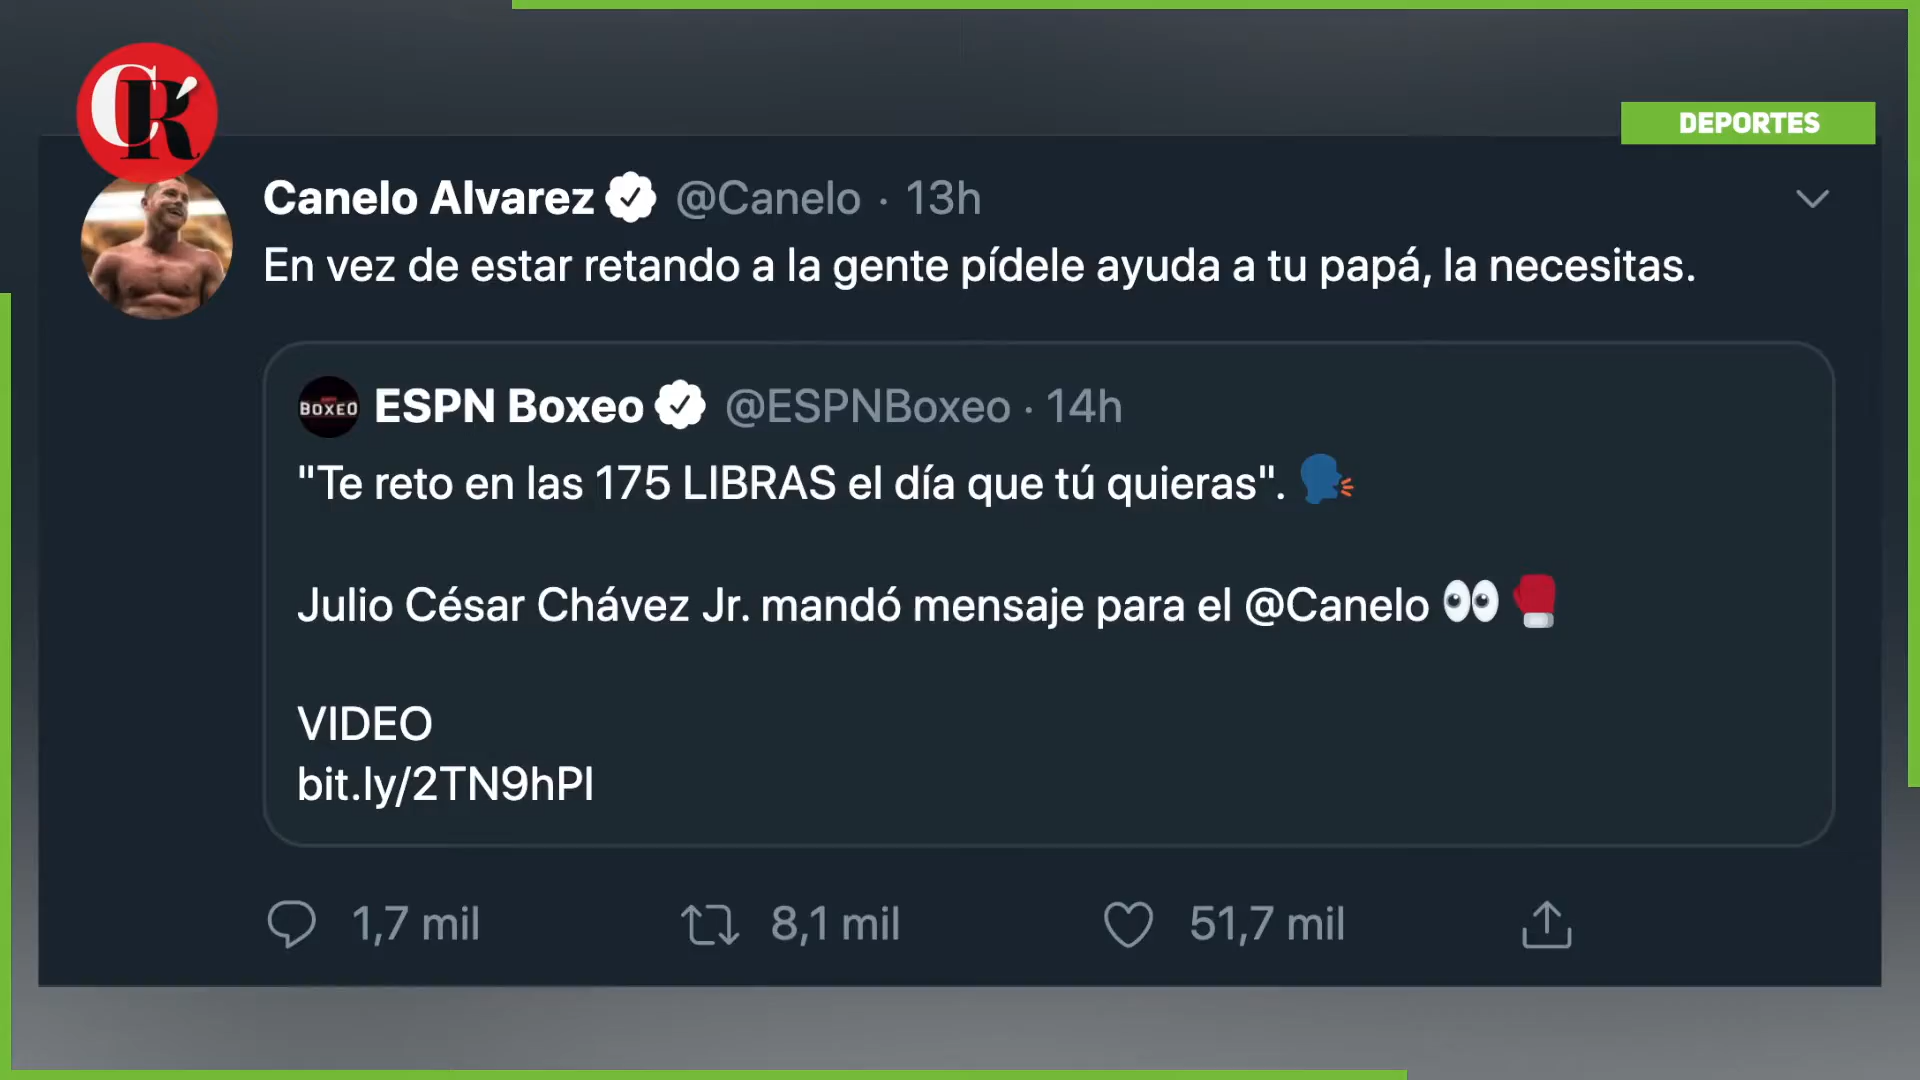 CR
DEPORTES
Canelo Alvarez @Canelo · 13h
En vez de estar retando a la gente pídele ayuda a tu papá, la necesitas.
BOXEO ESPN Boxeo @ESPNBoxeo · 14h
"Te reto en las 175 LIBRAS el día que tú quieras".
Julio César Chávez Jr. mandó mensaje para el @Canelo
VIDEO
bit.ly/2TN9hPl
1,7 mil 8,1 mil 51,7 mil